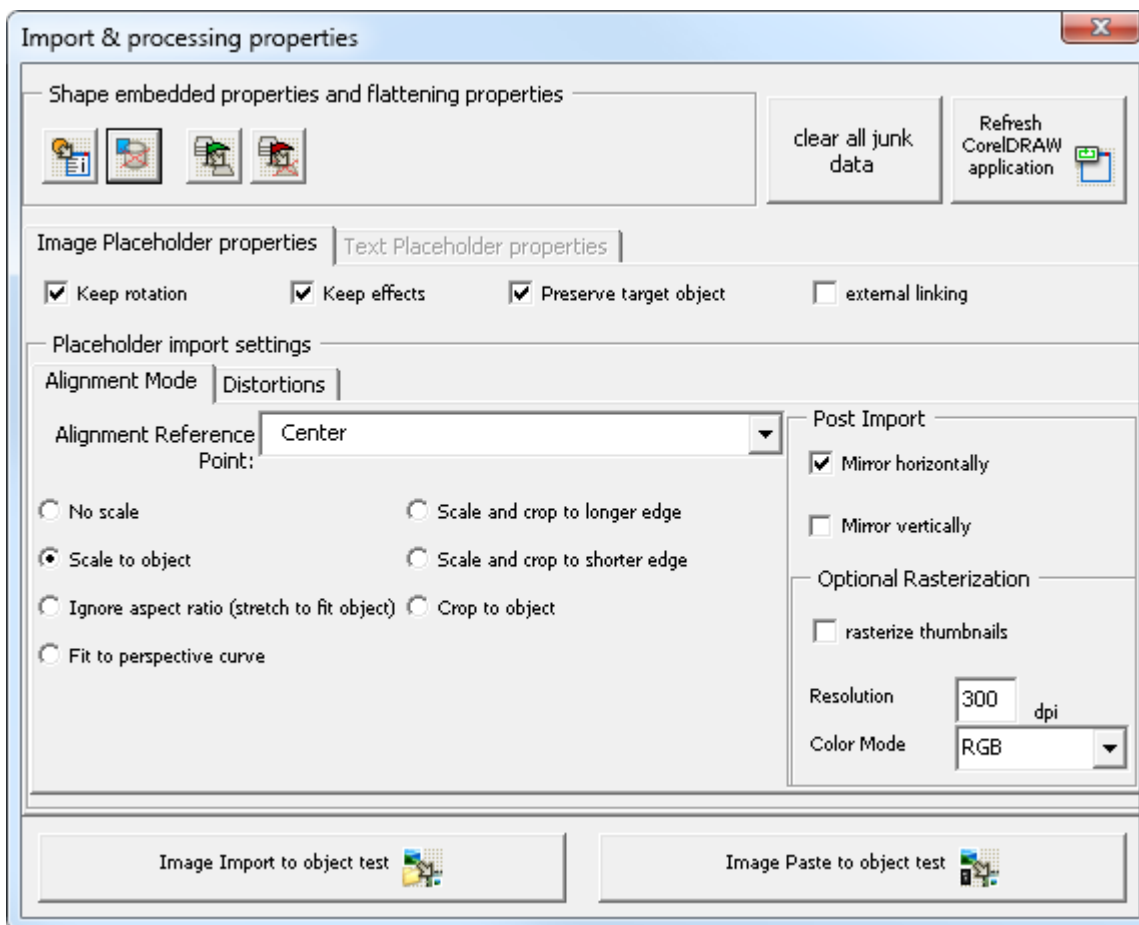 Import & processing properties
Shape embedded properties and flattening properties
clear all junk
data
Refresh
CorelDRAW
application
Image Placeholder properties
Text Placeholder properties
Keep rotation
Keep effects
Preserve target object
external linking
Placeholder import settings
Alignment Mode
Distortions
Alignment Reference
Point:
Center
No scale
Scale to object
Ignore aspect ratio (stretch to fit object)
Fit to perspective curve
Scale and crop to longer edge
Scale and crop to shorter edge
Crop to object
Post Import
Mirror horizontally
Mirror vertically
Optional Rasterization
rasterize thumbnails
Resolution
300
dpi
Color Mode
RGB
Image Import to object test
Image Paste to object test